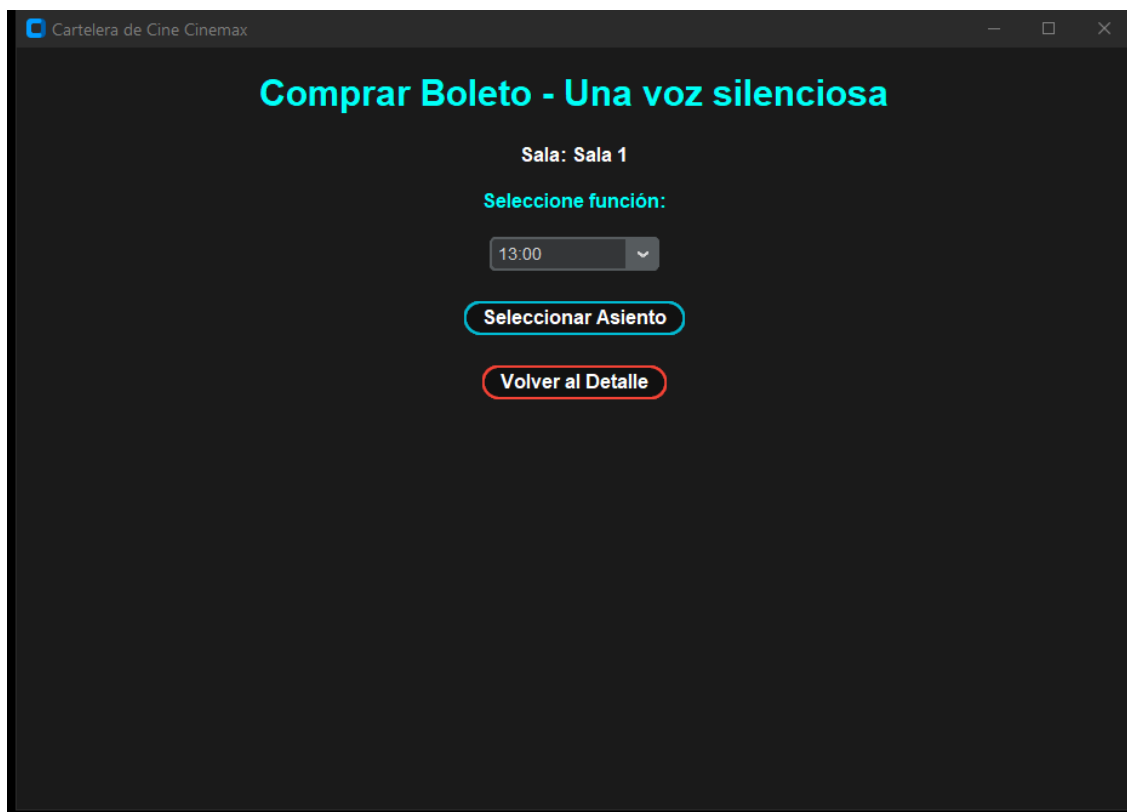 Cartelera de Cine Cinemax
Comprar Boleto - Una voz silenciosa
Sala: Sala 1
Seleccione función:
13:00
Seleccionar Asiento
Volver al Detalle